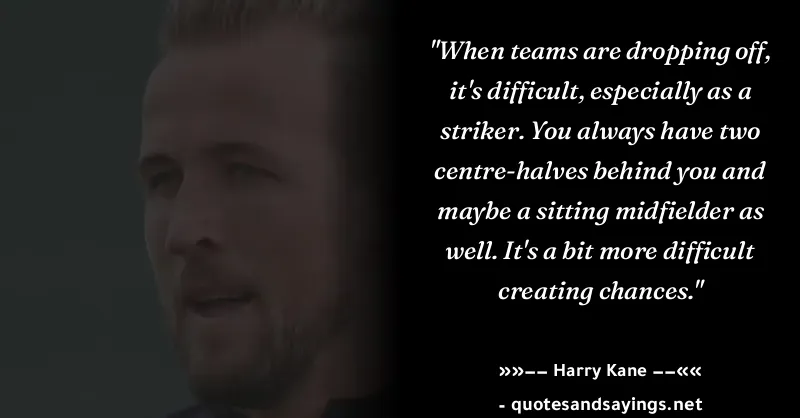 "When teams are dropping off,
it's difficult, especially as a
striker. You always have two
centre-halves behind you and
maybe a sitting midfielder as
well. It's a bit more difficult
creating chances."
»»–– Harry Kane ––««
- quotesandsayings.net